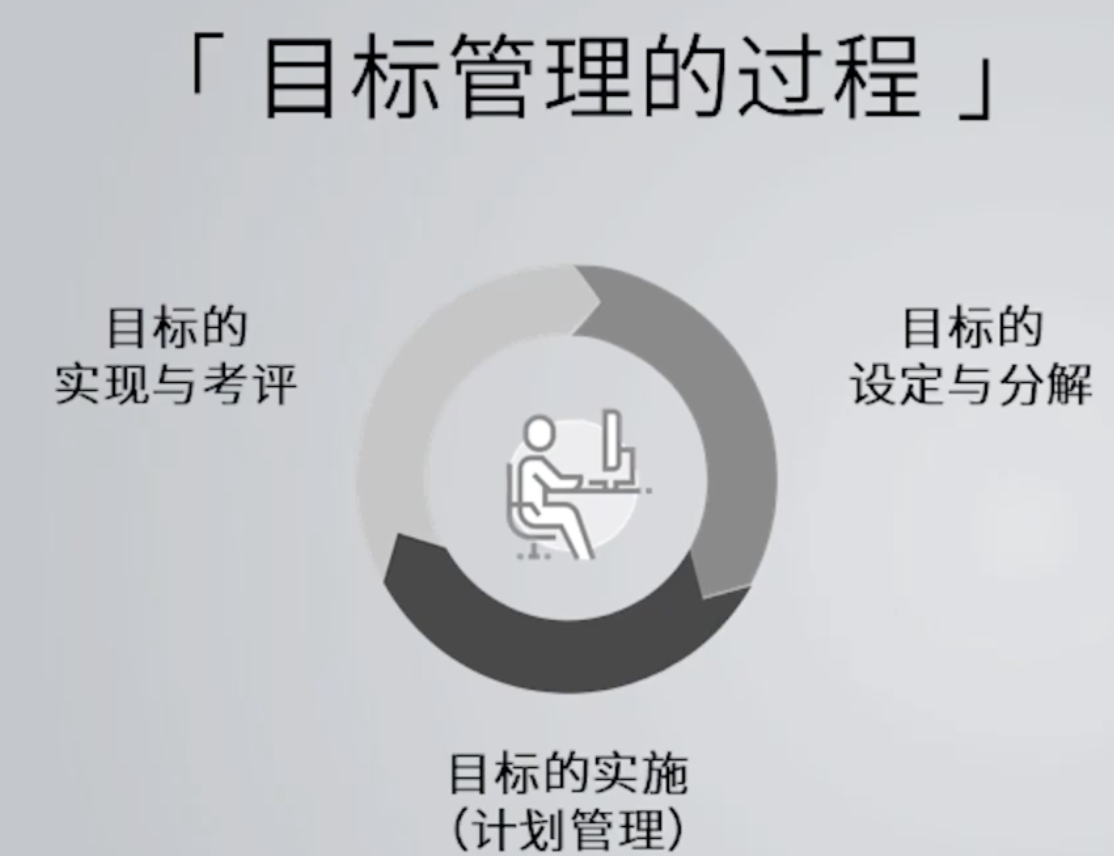 「目标管理的过程」
目标的
实现与考评
目标的
设定与分解
目标的实施
（计划管理）